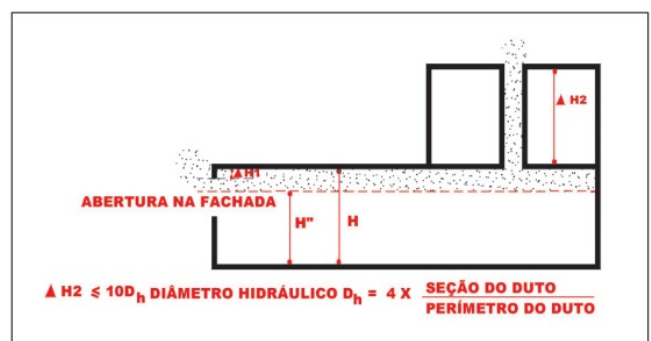 ▲ H2
▲ H1
ABERTURA NA FACHADA
H"
H
▲ H2 ≤ 10Dh DIÂMETRO HIDRÁULICO Dh = 4 X SEÇÃO DO DUTO
PERÍMETRO DO DUTO